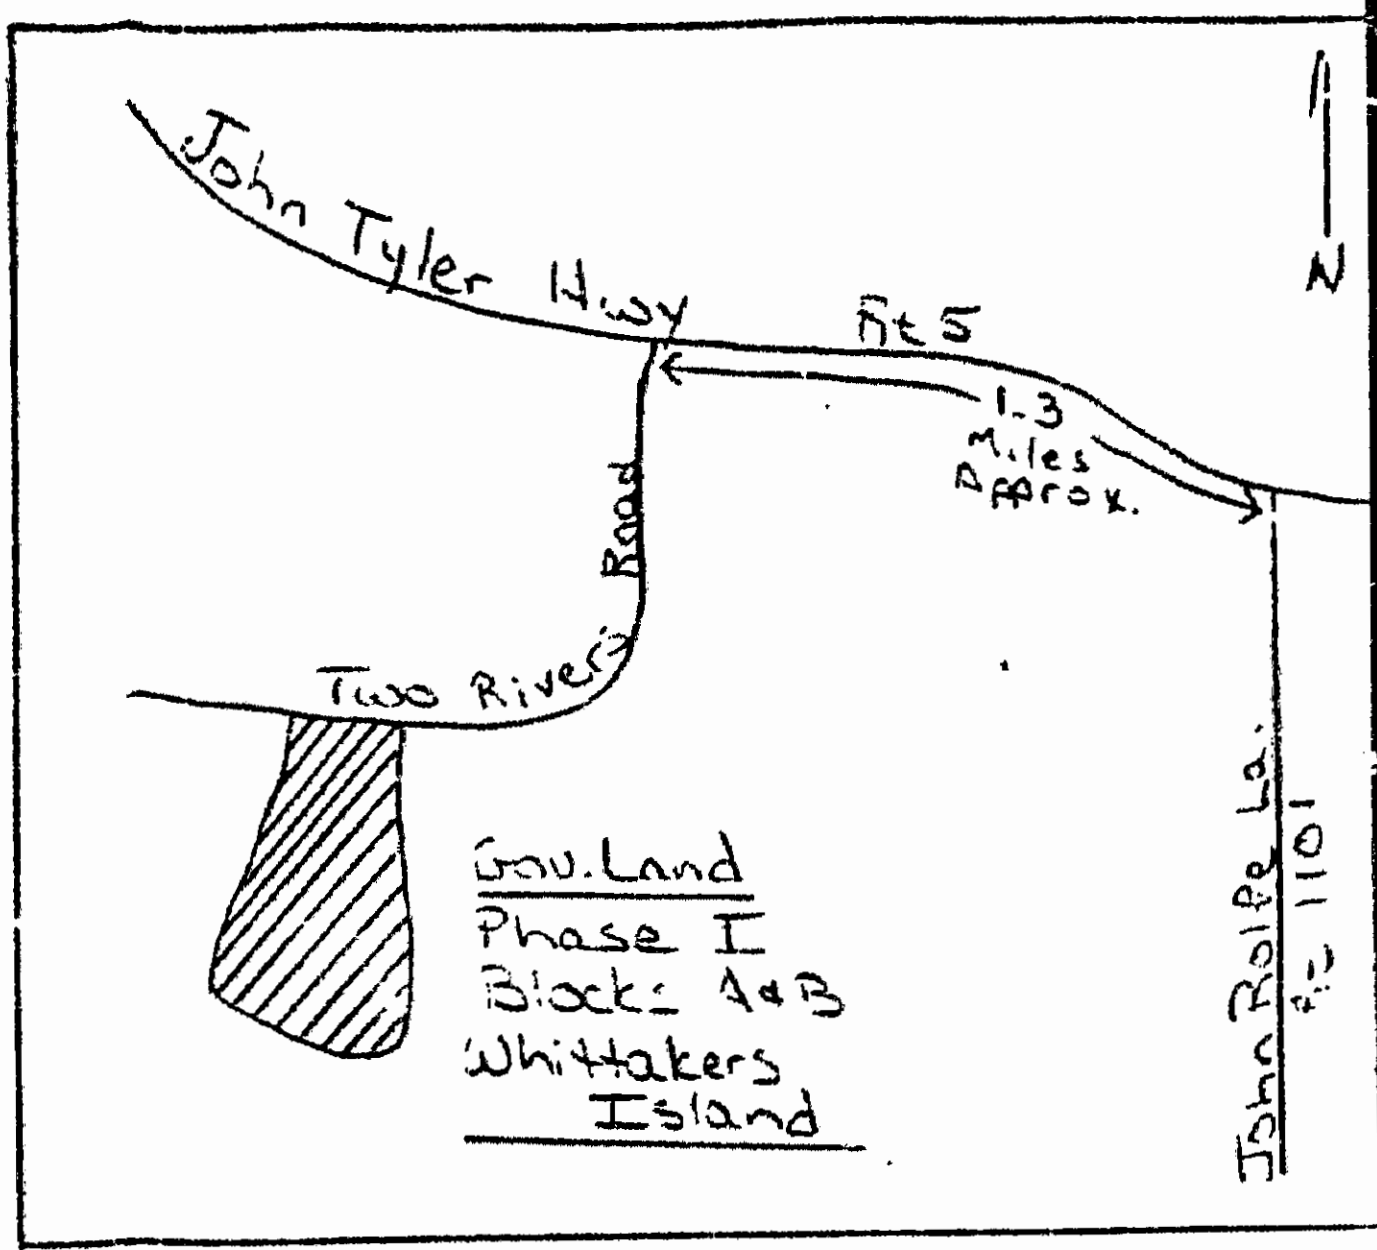 John Tyler Hwy
Rt 5
N
1.3
Miles
Approx.
Two Rivers Road
Gov. Land
Phase I
Blocks A & B
Whittakers
Island
John Rolfe La.
Rt 1101